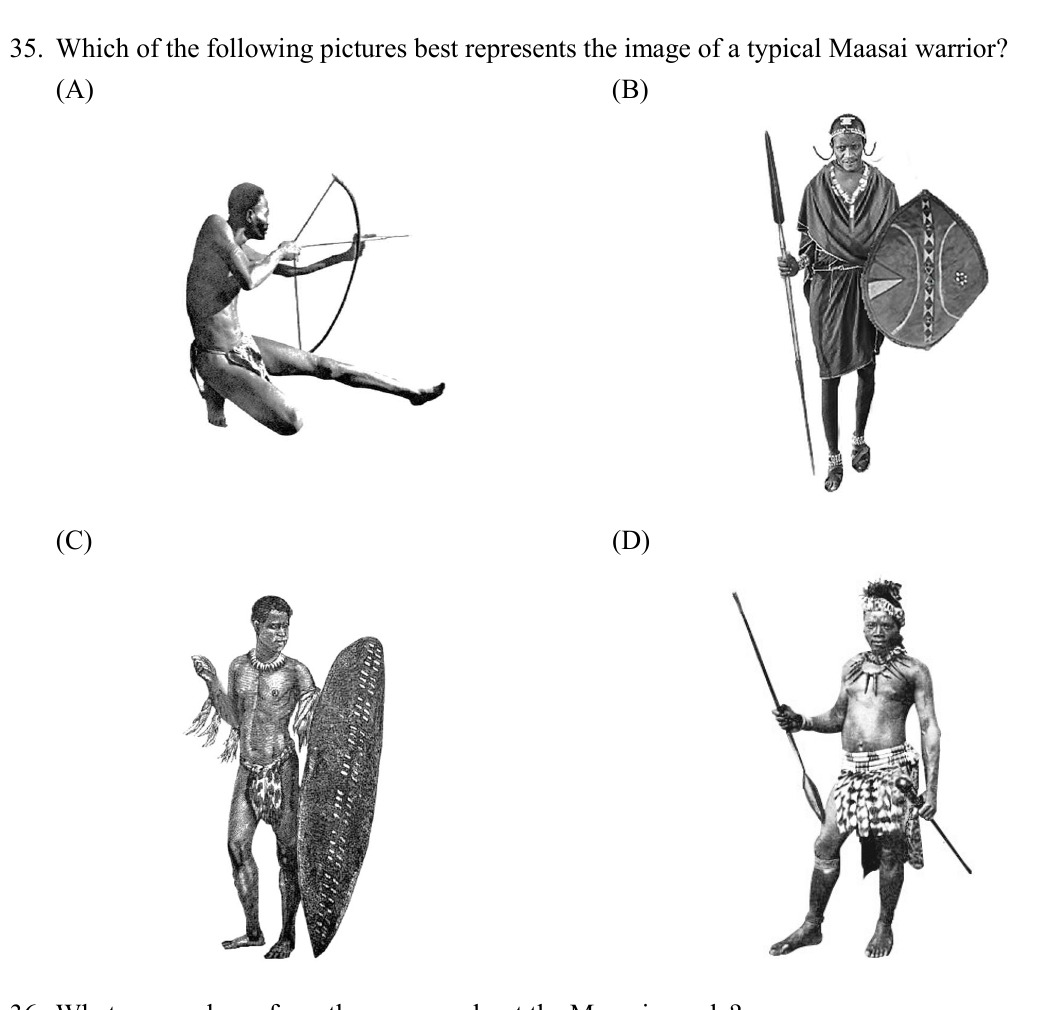 35. Which of the following pictures best represents the image of a typical Maasai warrior?
(A)
(B)
(C)
(D)